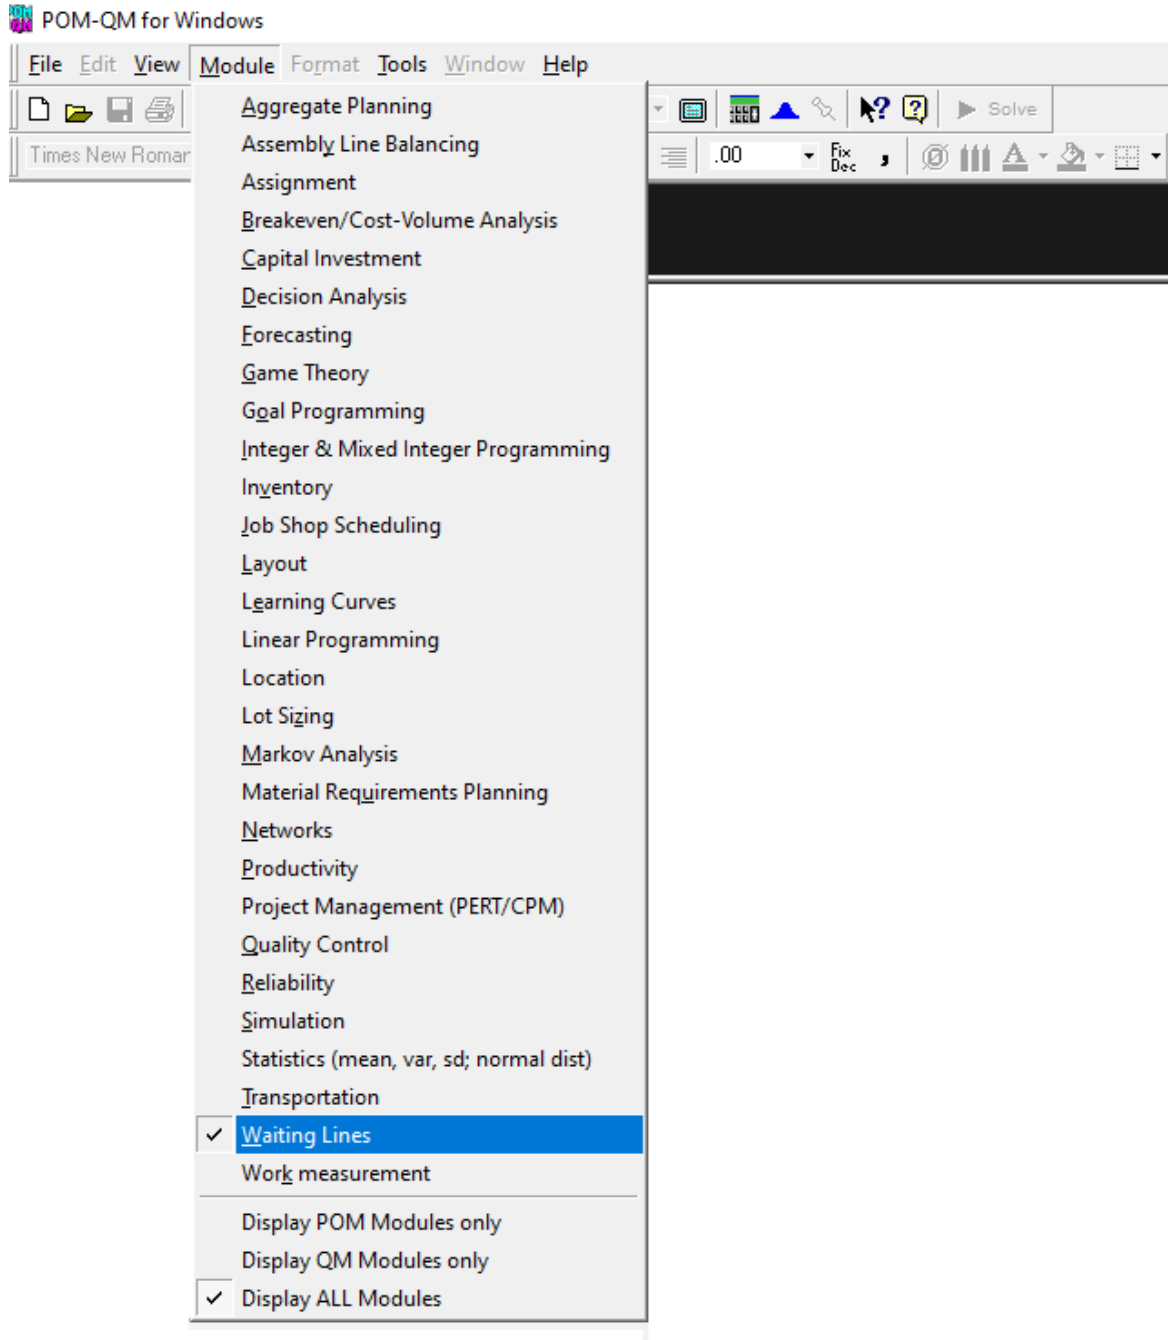 POM-QM for Windows
File Edit View Module Format Tools Window Help
Solve
Times New Roman
.00
Fix
Dec
Aggregate Planning
Assembly Line Balancing
Assignment
Breakeven/Cost-Volume Analysis
Capital Investment
Decision Analysis
Forecasting
Game Theory
Goal Programming
Integer & Mixed Integer Programming
Inventory
Job Shop Scheduling
Layout
Learning Curves
Linear Programming
Location
Lot Sizing
Markov Analysis
Material Requirements Planning
Networks
Productivity
Project Management (PERT/CPM)
Quality Control
Reliability
Simulation
Statistics (mean, var, sd; normal dist)
Transportation
Waiting Lines
Work measurement
Display POM Modules only
Display QM Modules only
Display ALL Modules